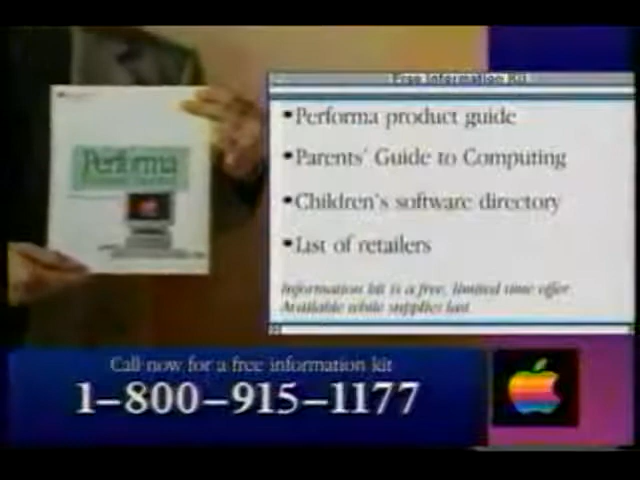 Free Information Kit
Performa
•Performa product guide
•Parents' Guide to Computing
•Children's software directory
•List of retailers
Information kit is a free, limited time offer
Available while supplies last
Call now for a free information kit
1–800–915–1177